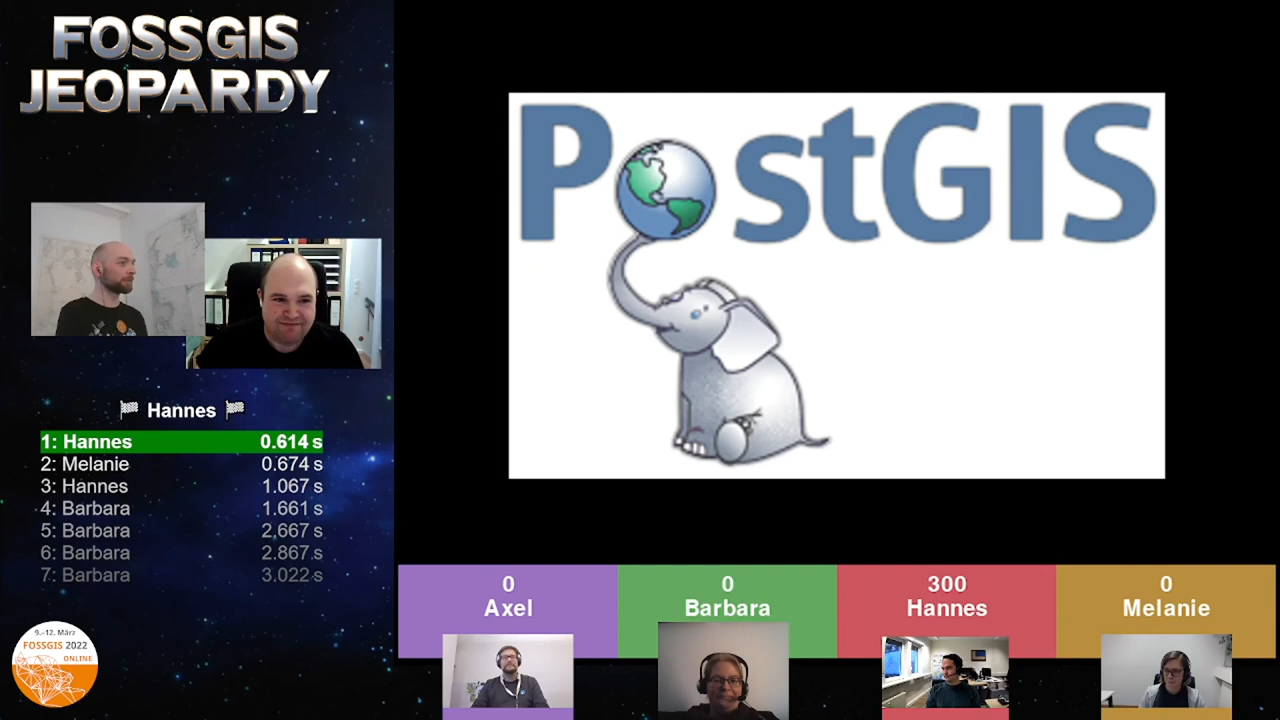 FOSSGIS
JEOPARDY
PostGIS
Hannes
1: Hannes 0.614 s
2: Melanie 0.674 s
3: Hannes 1.067 s
4: Barbara 1.661 s
5: Barbara 2.667 s
6: Barbara 2.867 s
7: Barbara 3.022 s
0
Axel
0
Barbara
300
Hannes
0
Melanie
9.–12. März
FOSSGIS 2022
ONLINE